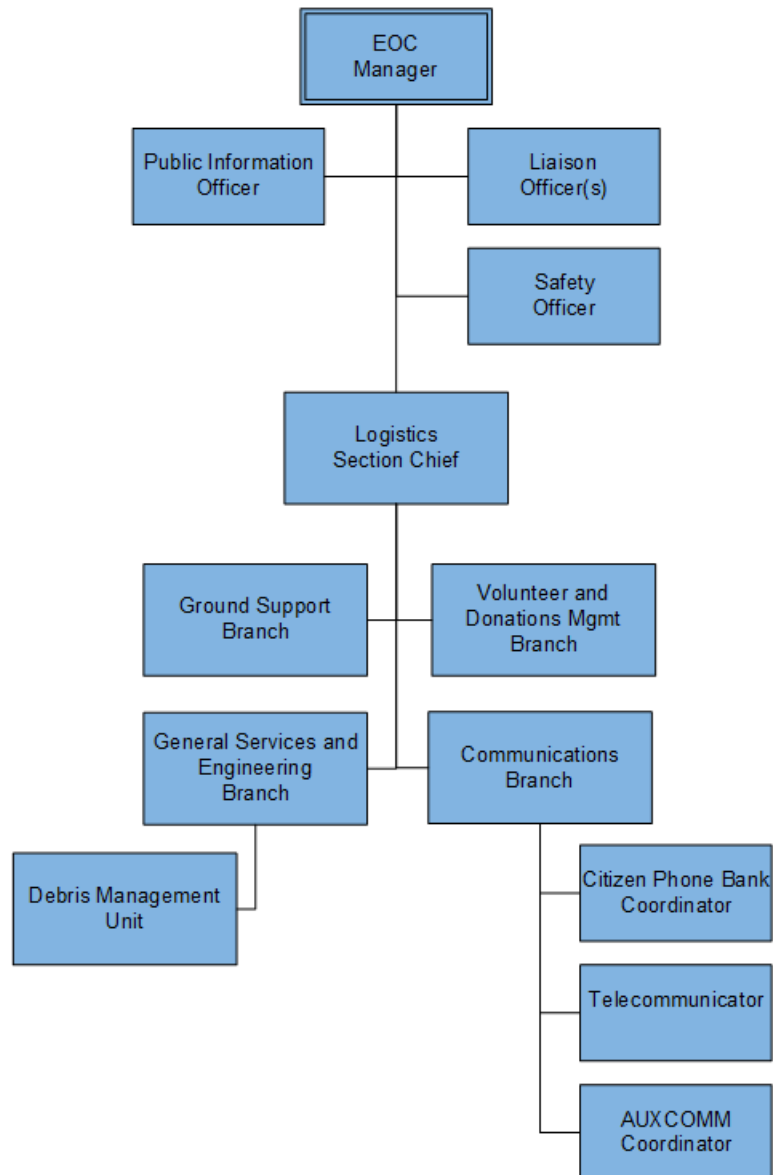 EOC
Manager
Public Information
Officer
Liaison
Officer(s)
Safety
Officer
Logistics
Section Chief
Ground Support
Branch
Volunteer and
Donations Mgmt
Branch
General Services and
Engineering
Branch
Communications
Branch
Debris Management
Unit
Citizen Phone Bank
Coordinator
Telecommunicator
AUXCOMM
Coordinator